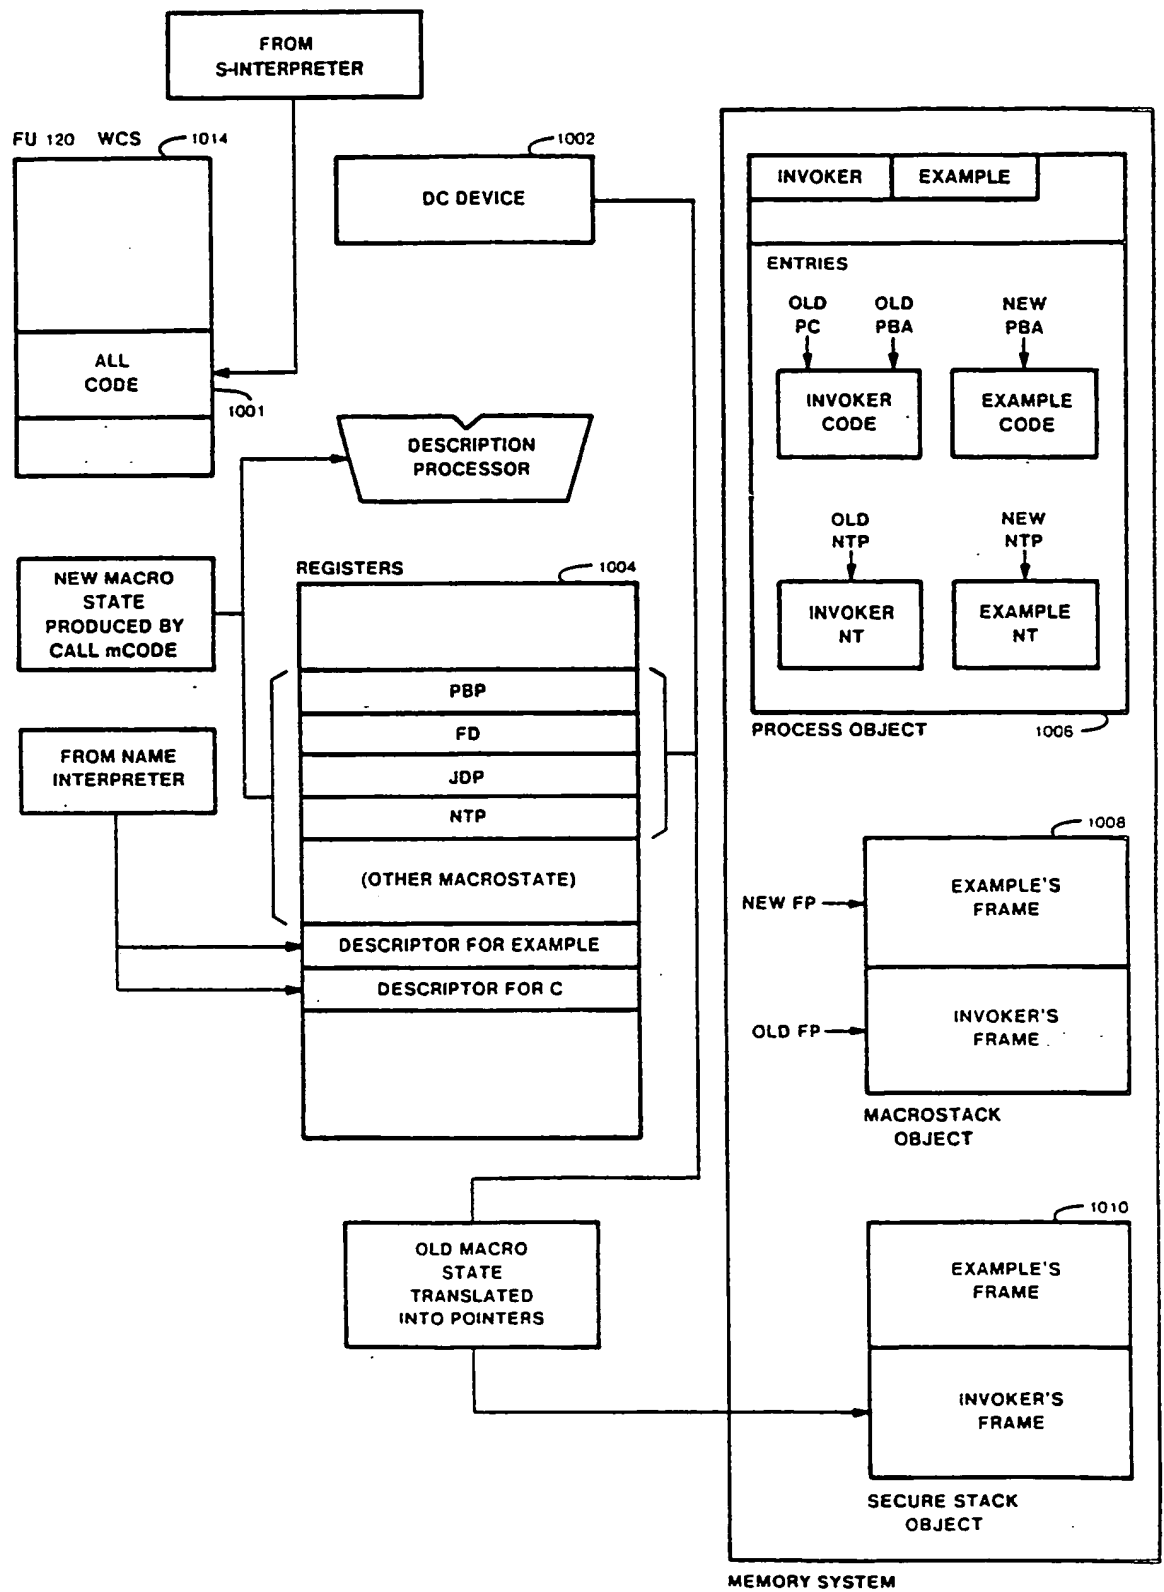 FROM
S-INTERPRETER
FU 120 WCS 1014
1002
DC DEVICE
ALL
CODE
1001
DESCRIPTION
PROCESSOR
NEW MACRO
STATE
PRODUCED BY
CALL mCODE
FROM NAME
INTERPRETER
REGISTERS
1004
PBP
FD
JDP
NTP
(OTHER MACROSTATE)
DESCRIPTOR FOR EXAMPLE
DESCRIPTOR FOR C
OLD MACRO
STATE
TRANSLATED
INTO POINTERS
INVOKER
EXAMPLE
ENTRIES
OLD
PC
OLD
PBA
NEW
PBA
INVOKER
CODE
EXAMPLE
CODE
OLD
NTP
NEW
NTP
INVOKER
NT
EXAMPLE
NT
PROCESS OBJECT
1006
1008
NEW FP
EXAMPLE'S
FRAME
OLD FP
INVOKER'S
FRAME
MACROSTACK
OBJECT
1010
EXAMPLE'S
FRAME
INVOKER'S
FRAME
SECURE STACK
OBJECT
MEMORY SYSTEM